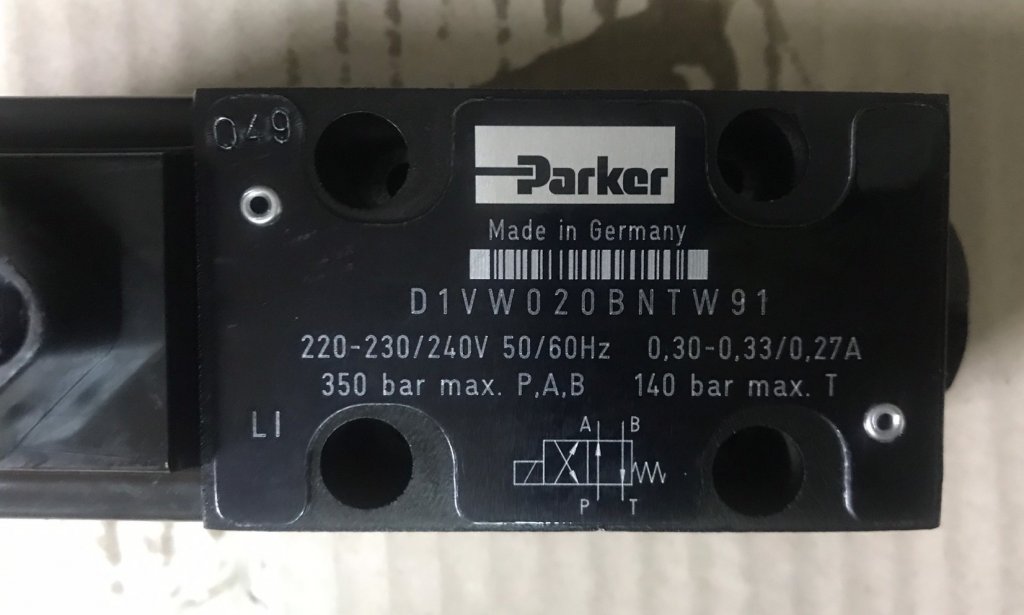 049
Parker
Made in Germany
D1VW020BNTW91
220-230/240V 50/60Hz 0,30-0,33/0,27A
350 bar max. P,A,B 140 bar max. T
LI
A B
P T